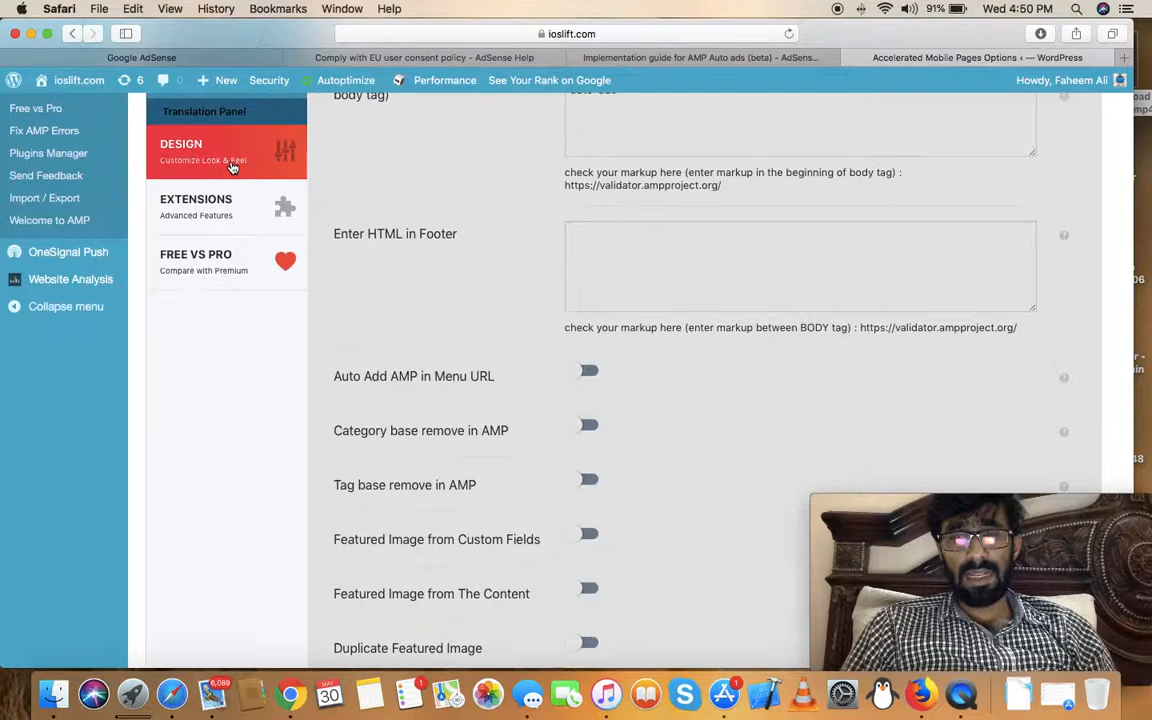 Safari File Edit View History Bookmarks Window Help 91% Wed 4:50 PM
ioslift.com
Google AdSense
Comply with EU user consent policy - AdSense Help
Implementation guide for AMP Auto ads (beta) - AdSens...
Accelerated Mobile Pages Options ‹ — WordPress
ioslift.com 6 0 New Security Autoptimize Performance See Your Rank on Google Howdy, Faheem Ali
Free vs Pro
Fix AMP Errors
Plugins Manager
Send Feedback
Import / Export
Welcome to AMP
OneSignal Push
Website Analysis
Collapse menu
Translation Panel
DESIGN
Customize Look & Feel
EXTENSIONS
Advanced Features
FREE VS PRO
Compare with Premium
body tag)
check your markup here (enter markup in the beginning of body tag) :
https://validator.ampproject.org/
Enter HTML in Footer
check your markup here (enter markup between BODY tag) : https://validator.ampproject.org/
Auto Add AMP in Menu URL
Category base remove in AMP
Tag base remove in AMP
Featured Image from Custom Fields
Featured Image from The Content
Duplicate Featured Image
6,089
MAY
30
1
1